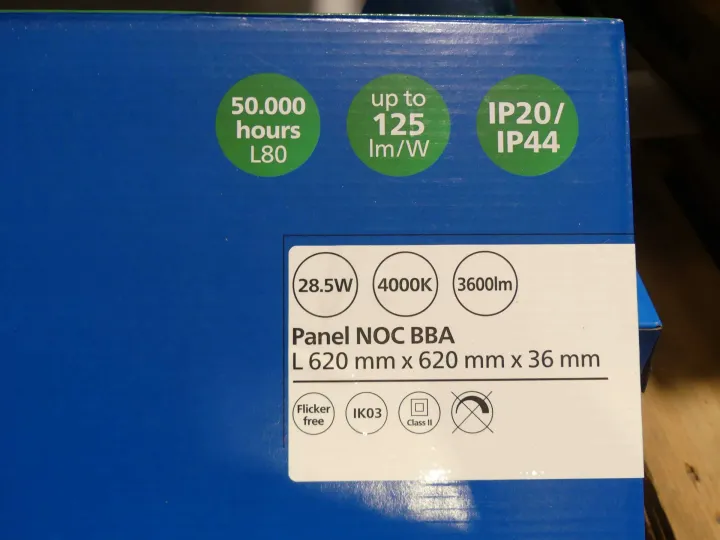 50.000
hours
L80
up to
125
lm/W
IP20/
IP44
28.5W
4000K
3600lm
Panel NOC BBA
L 620 mm x 620 mm x 36 mm
Flicker
free
IK03
Class II